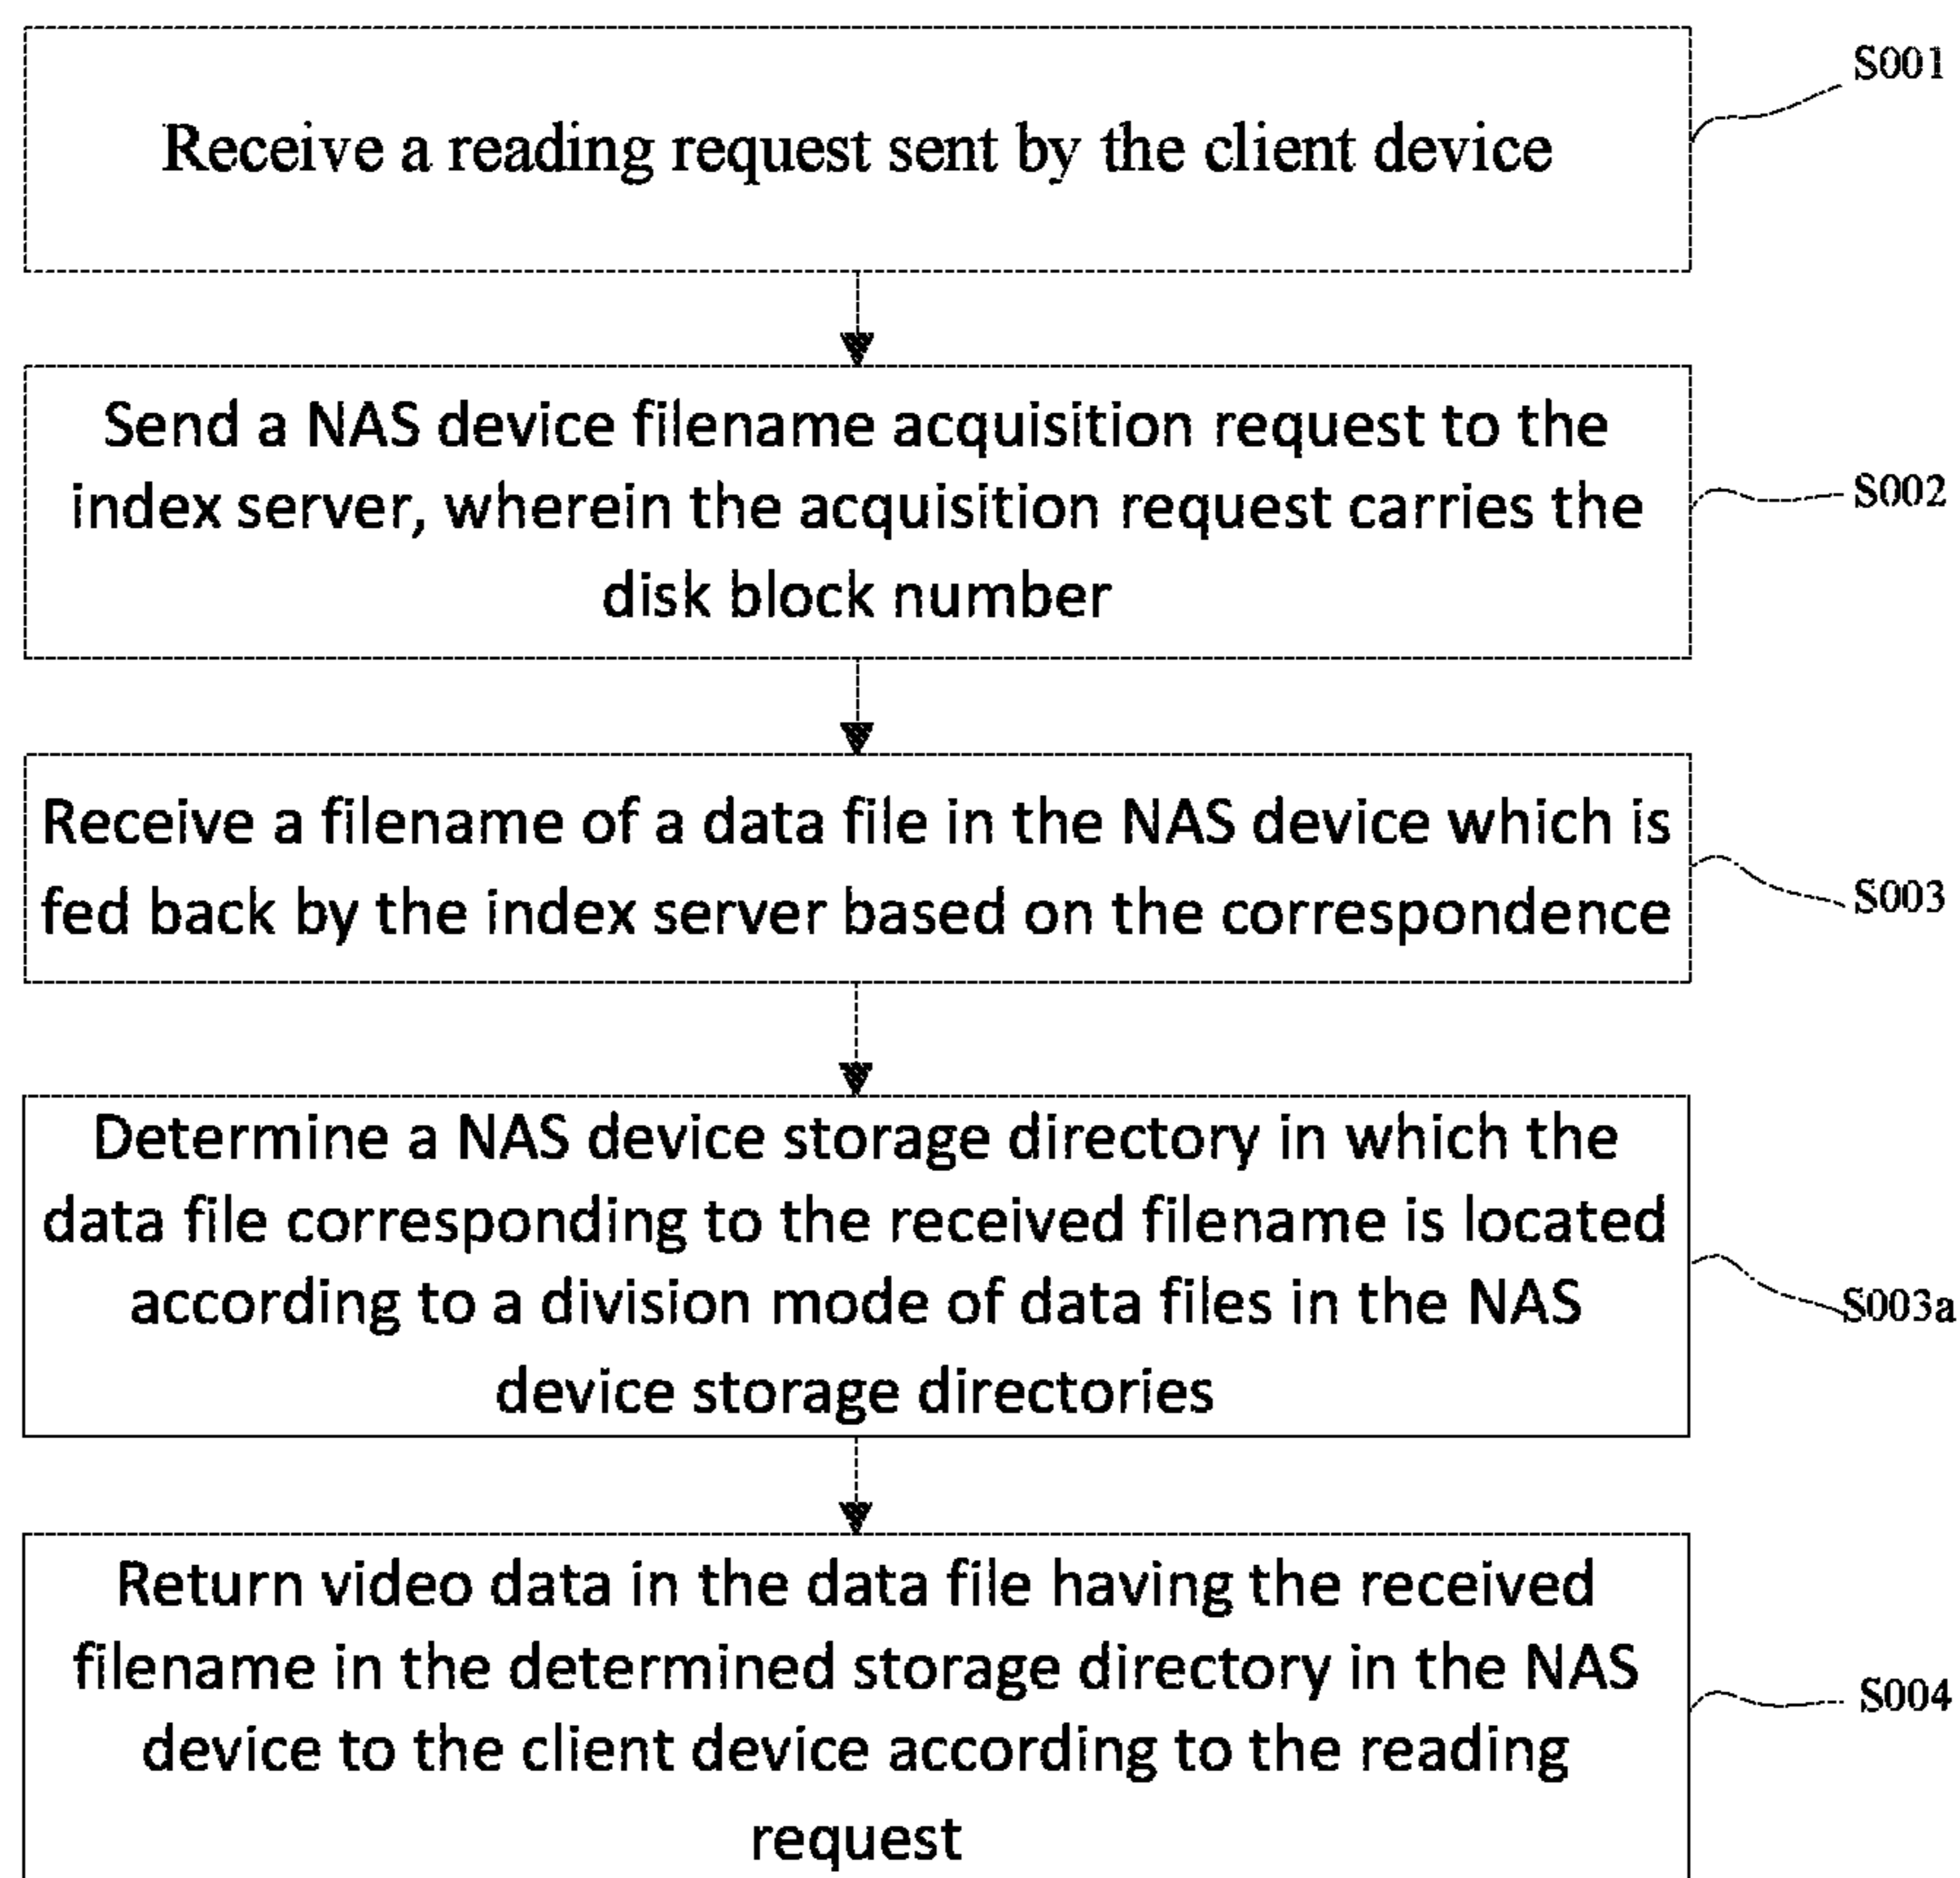 Receive a reading request sent by the client device
S001
Send a NAS device filename acquisition request to the
index server, wherein the acquisition request carries the
disk block number
S002
Receive a filename of a data file in the NAS device which is
fed back by the index server based on the correspondence
S003
Determine a NAS device storage directory in which the
data file corresponding to the received filename is located
according to a division mode of data files in the NAS
device storage directories
S003a
Return video data in the data file having the received
filename in the determined storage directory in the NAS
device to the client device according to the reading
request
S004